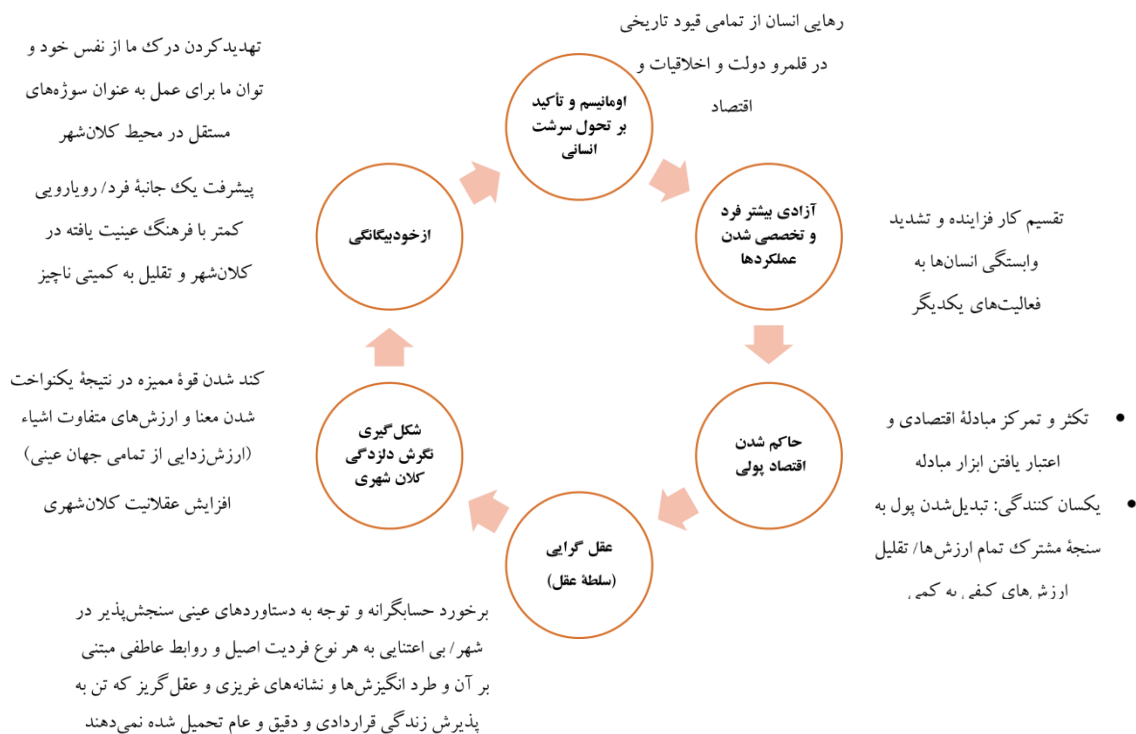 رهایی انسان از تمامی قیود تاریخی
در قلمرو دولت و اخلاقیات و
اقتصاد
اومانیسم و تأکید
بر تحول سرشت
انسانی
آزادی بیشتر فرد
و تخصصی شدن
عملکردها
تقسیم کار فزاینده و تشدید
وابستگی انسان‌ها به
فعالیت‌های یکدیگر
حاکم شدن
اقتصاد پولی
• تکثر و تمرکز مبادلهٔ اقتصادی و
اعتبار یافتن ابزار مبادله
• یکسان کنندگی: تبدیل‌شدن پول به
سنجهٔ مشترک تمام ارزش‌ها/ تقلیل
ارزش‌های کیفی به کمی
عقل گرایی
(سلطهٔ عقل)
برخورد حسابگرانه و توجه به دستاوردهای عینی سنجش‌پذیر در
شهر/ بی اعتنایی به هر نوع فردیت اصیل و روابط عاطفی مبتنی
بر آن و طرد انگیزش‌ها و نشانه‌های غریزی و عقل‌گریز که تن به
پذیرش زندگی قراردادی و دقیق و عام تحمیل شده نمی‌دهند
شکل‌گیری
نگرش دلزدگی
کلان شهری
کند شدن قوهٔ ممیزه در نتیجهٔ یکنواخت
شدن معنا و ارزش‌های متفاوت اشیاء
(ارزش‌زدایی از تمامی جهان عینی)
افزایش عقلانیت کلان‌شهری
ازخودبیگانگی
تهدیدکردن درک ما از نفس خود و
توان ما برای عمل به عنوان سوژه‌های
مستقل در محیط کلان‌شهر
پیشرفت یک جانبهٔ فرد/ رویارویی
کمتر با فرهنگ عینیت یافته در
کلان‌شهر و تقلیل به کمیتی ناچیز